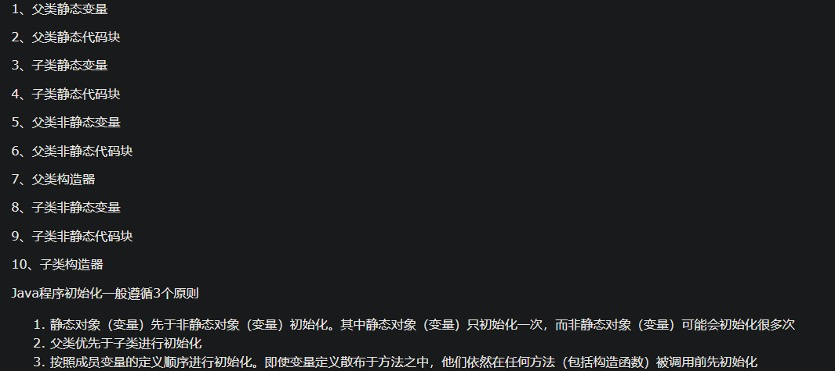 1、父类静态变量
2、父类静态代码块
3、子类静态变量
4、子类静态代码块
5、父类非静态变量
6、父类非静态代码块
7、父类构造器
8、子类非静态变量
9、子类非静态代码块
10、子类构造器
Java程序初始化一般遵循3个原则
1. 静态对象（变量）先于非静态对象（变量）初始化。其中静态对象（变量）只初始化一次，而非静态对象（变量）可能会初始化很多次
2. 父类优先于子类进行初始化
3. 按照成员变量的定义顺序进行初始化。即使变量定义散布于方法之中，他们依然在任何方法（包括构造函数）被调用前先初始化